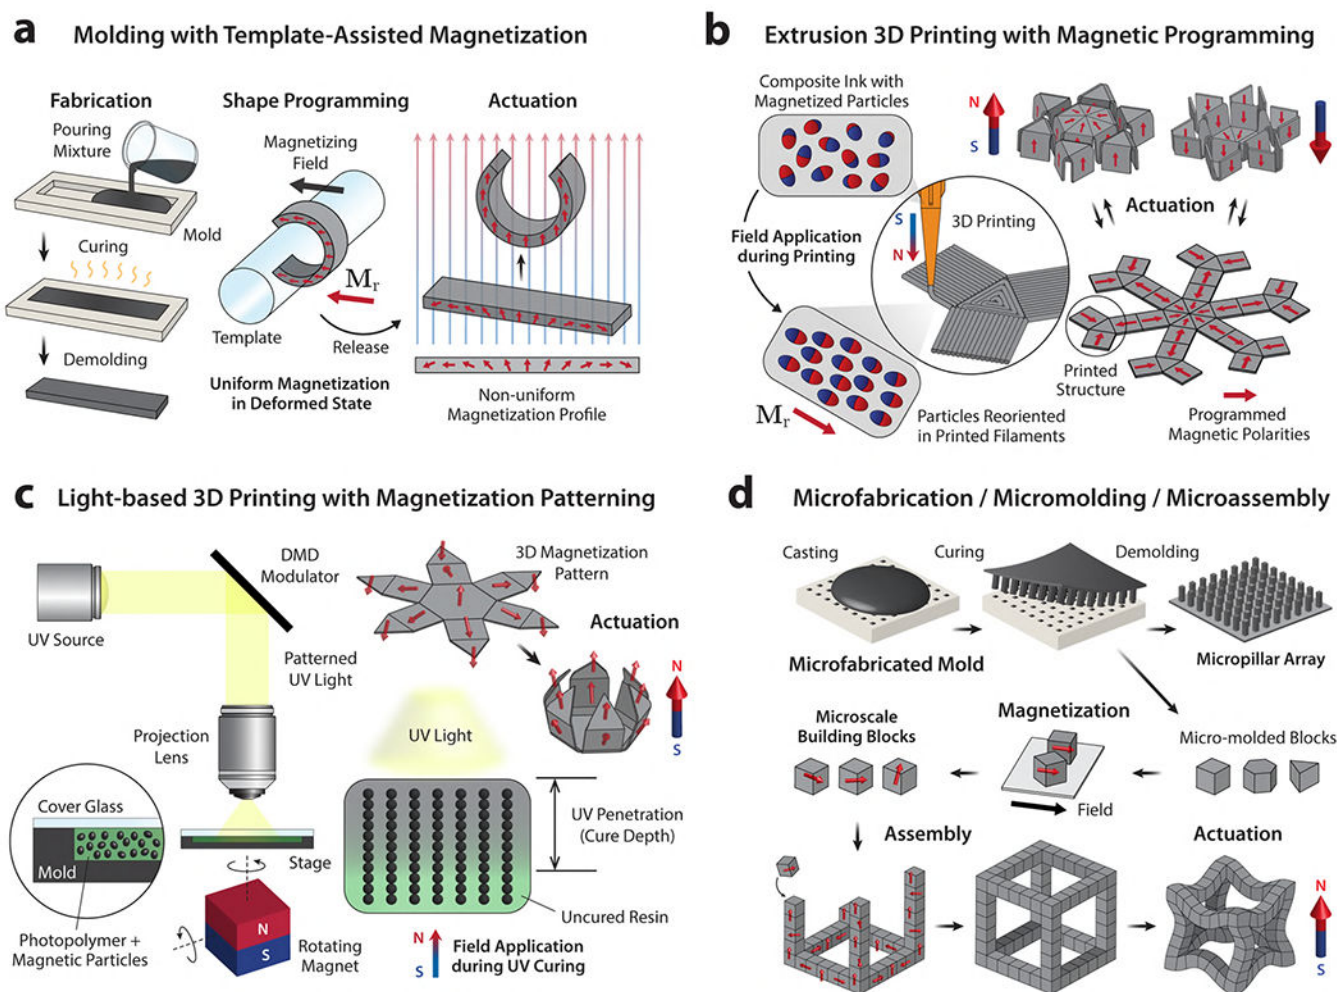 a Molding with Template-Assisted Magnetization
Fabrication
Pouring
Mixture
Mold
Curing
Demolding
Shape Programming
Magnetizing
Field
Mr
Template
Release
Uniform Magnetization
in Deformed State
Actuation
Non-uniform
Magnetization Profile
b Extrusion 3D Printing with Magnetic Programming
Composite Ink with
Magnetized Particles
N
S
Actuation
3D Printing
S
N
Field Application
during Printing
Mr
Particles Reoriented
in Printed Filaments
Printed
Structure
Programmed
Magnetic Polarities
c Light-based 3D Printing with Magnetization Patterning
UV Source
DMD
Modulator
Patterned
UV Light
Projection
Lens
Cover Glass
Mold
Photopolymer +
Magnetic Particles
Stage
N
S
Rotating
Magnet
3D Magnetization
Pattern
Actuation
N
S
UV Light
UV Penetration
(Cure Depth)
Uncured Resin
N
S
Field Application
during UV Curing
d Microfabrication / Micromolding / Microassembly
Casting
Curing
Demolding
Microfabricated Mold
Micropillar Array
Microscale
Building Blocks
Magnetization
Field
Micro-molded Blocks
Assembly
Actuation
N
S